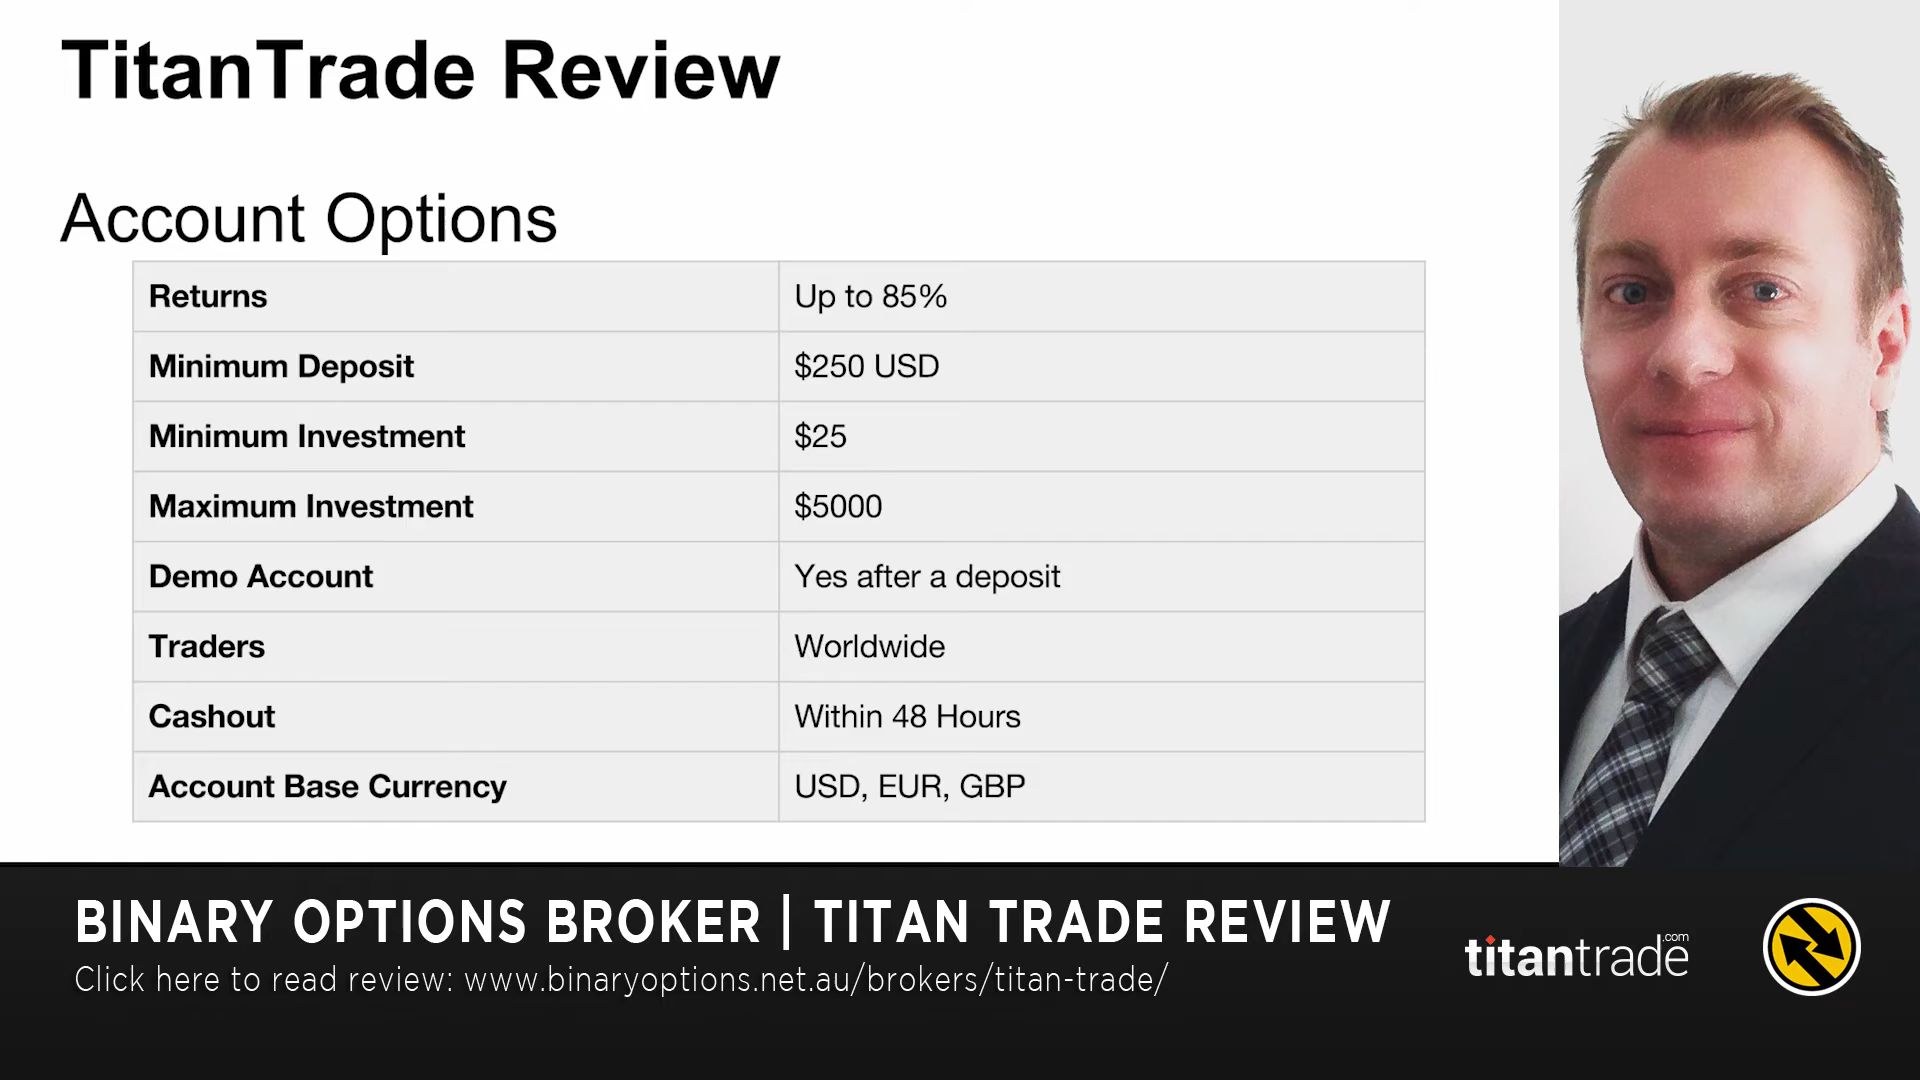 TitanTrade Review
Account Options
Returns Up to 85%
Minimum Deposit $250 USD
Minimum Investment $25
Maximum Investment $5000
Demo Account Yes after a deposit
Traders Worldwide
Cashout Within 48 Hours
Account Base Currency USD, EUR, GBP
BINARY OPTIONS BROKER | TITAN TRADE REVIEW
Click here to read review: www.binaryoptions.net.au/brokers/titan-trade/
titantrade.com